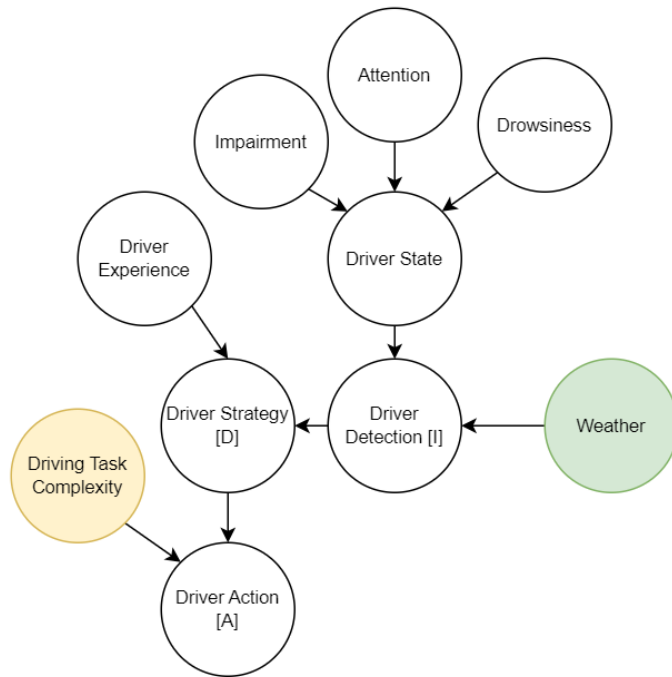 Attention
Impairment
Drowsiness
Driver
Experience
Driver State
Driver Strategy
[D]
Driver
Detection [I]
Weather
Driving Task
Complexity
Driver Action
[A]